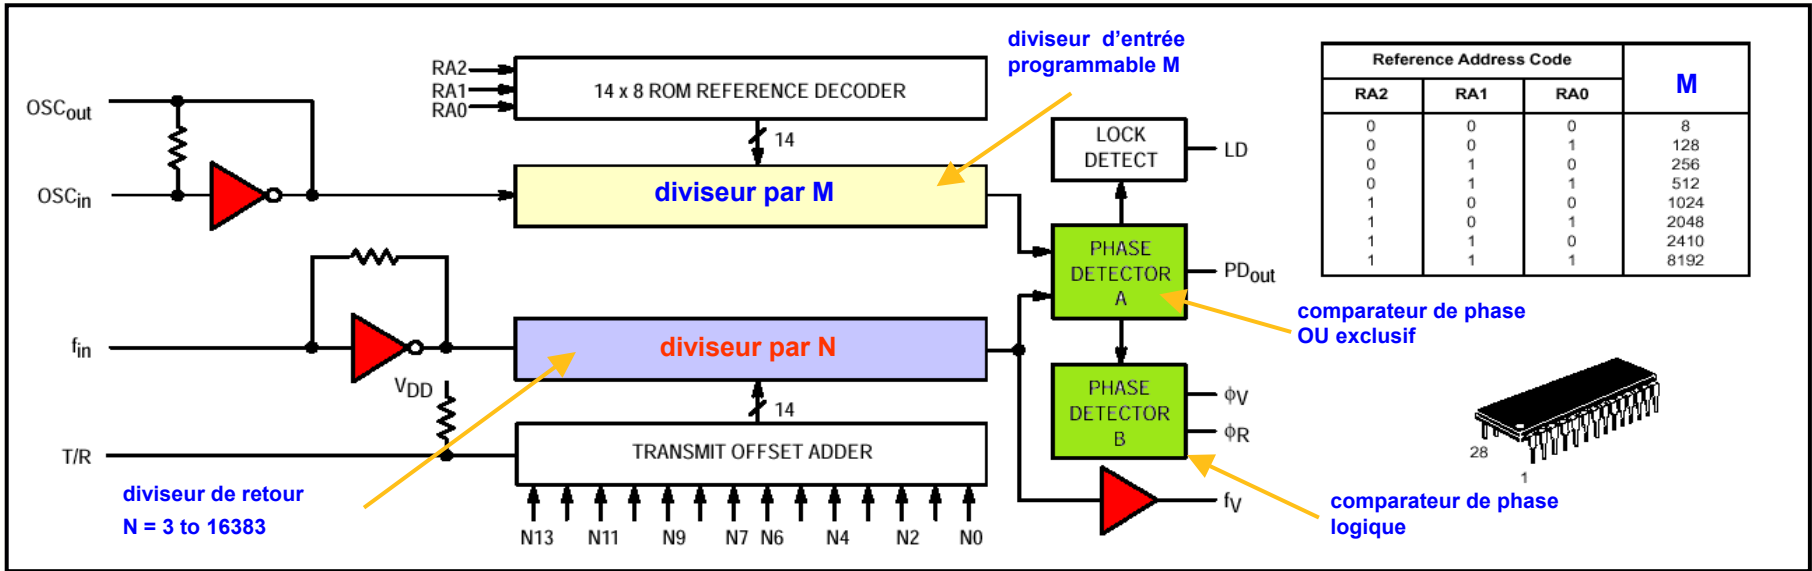 diviseur d'entrée
programmable M
Reference Address Code
M
RA2 RA1 RA0
0 0 0 8
0 0 1 128
0 1 0 256
0 1 1 512
1 0 0 1024
1 0 1 2048
1 1 0 2410
1 1 1 8192
RA2
RA1
RA0
14 x 8 ROM REFERENCE DECODER
14
OSCout
OSCin
diviseur par M
LOCK
DETECT
LD
PHASE
DETECTOR
A
PDout
comparateur de phase
OU exclusif
fin
diviseur par N
VDD
14
PHASE
DETECTOR
B
ϕV
ϕR
T/R
TRANSMIT OFFSET ADDER
diviseur de retour
N = 3 to 16383
N13 N11 N9 N7 N6 N4 N2 N0
fV
comparateur de phase
logique
28
1